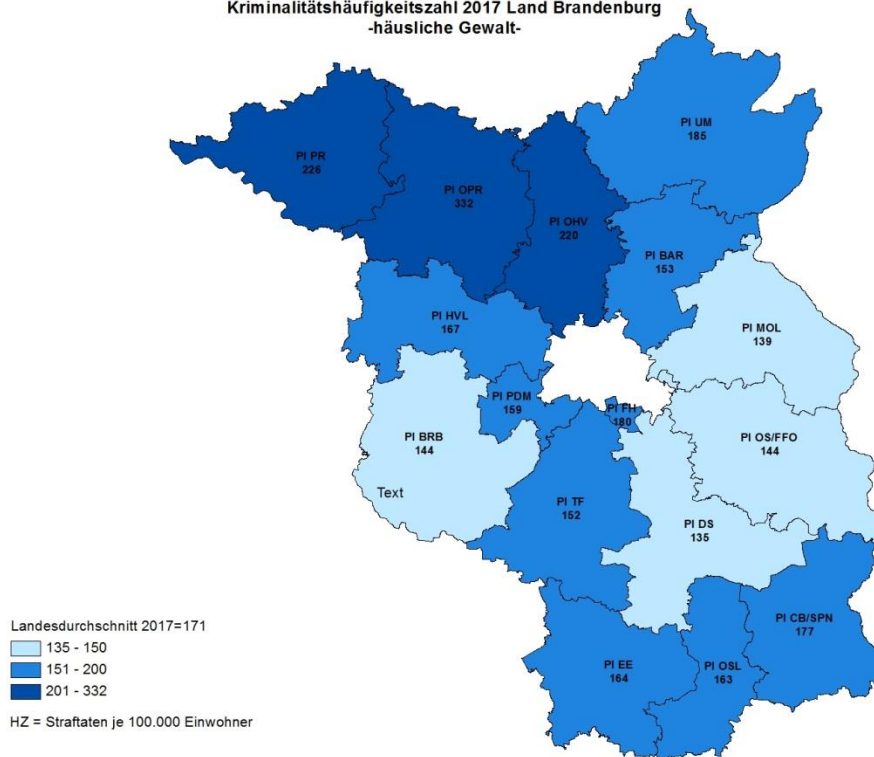 Kriminalitätshäufigkeitszahl 2017 Land Brandenburg
-häusliche Gewalt-
PI UM
185
PI PR
226
PI OPR
332
PI OHV
220
PI BAR
153
PI HVL
167
PI MOL
139
PI PDM
159
PI FH
180
PI BRB
144
PI OS/FFO
144
Text
PI TF
152
PI DS
135
PI CB/SPN
177
PI EE
164
PI OSL
163
Landesdurchschnitt 2017=171
135 - 150
151 - 200
201 - 332
HZ = Straftaten je 100.000 Einwohner